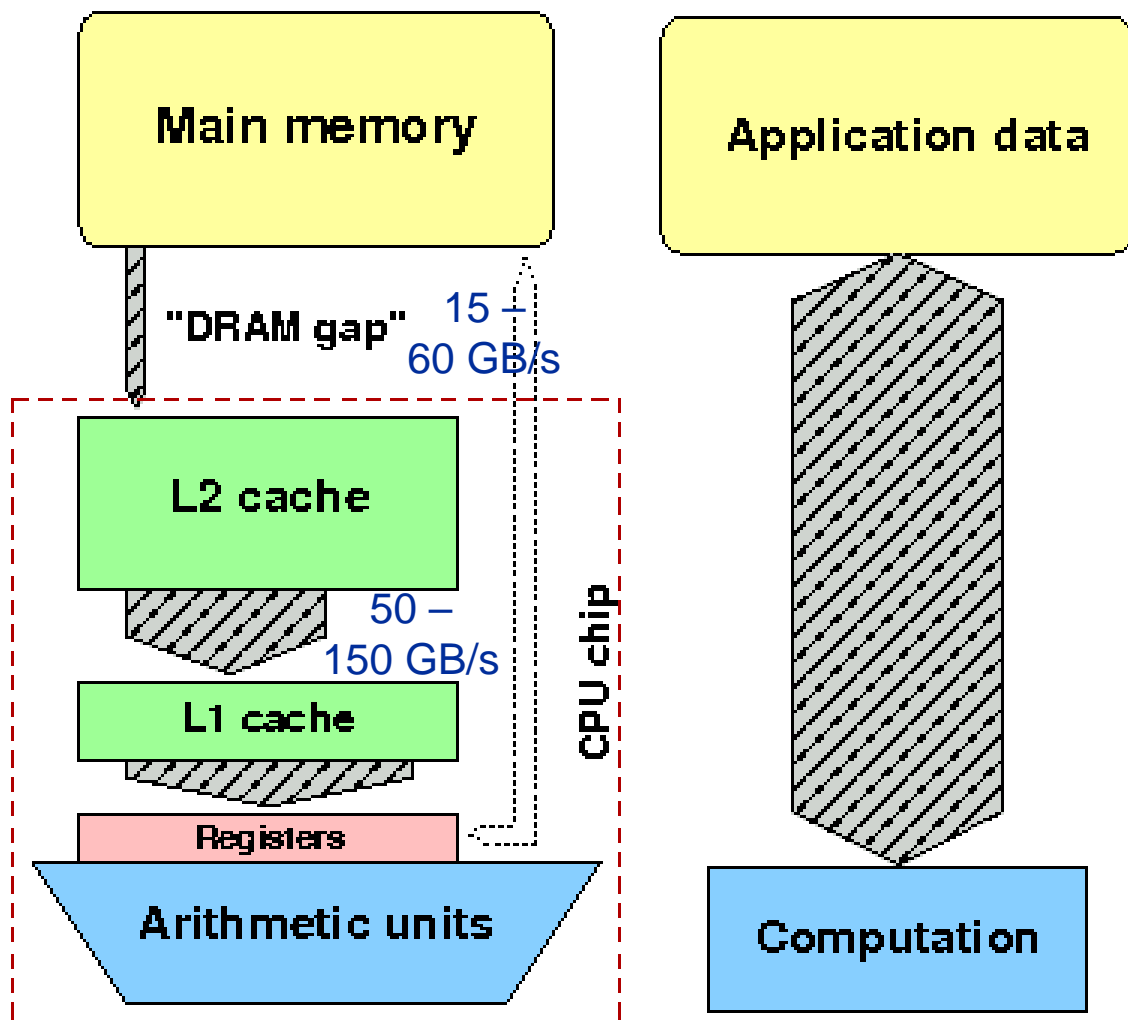 Main memory
"DRAM gap"
15 –
60 GB/s
L2 cache
50 –
150 GB/s
L1 cache
CPU chip
Registers
Arithmetic units
Application data
Computation